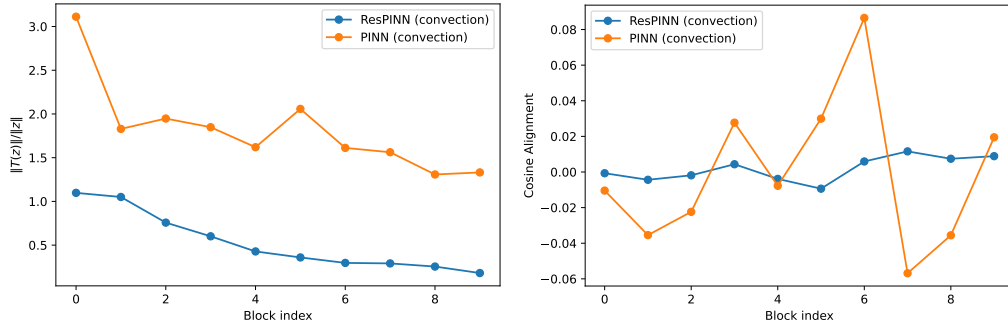 ‖T(z)‖/‖z‖
3.0
2.5
2.0
1.5
1.0
0.5
0 2 4 6 8
Block index
ResPINN (convection)
PINN (convection)
Cosine Alignment
0.08
0.06
0.04
0.02
0.00
−0.02
−0.04
−0.06
0 2 4 6 8
Block index
ResPINN (convection)
PINN (convection)